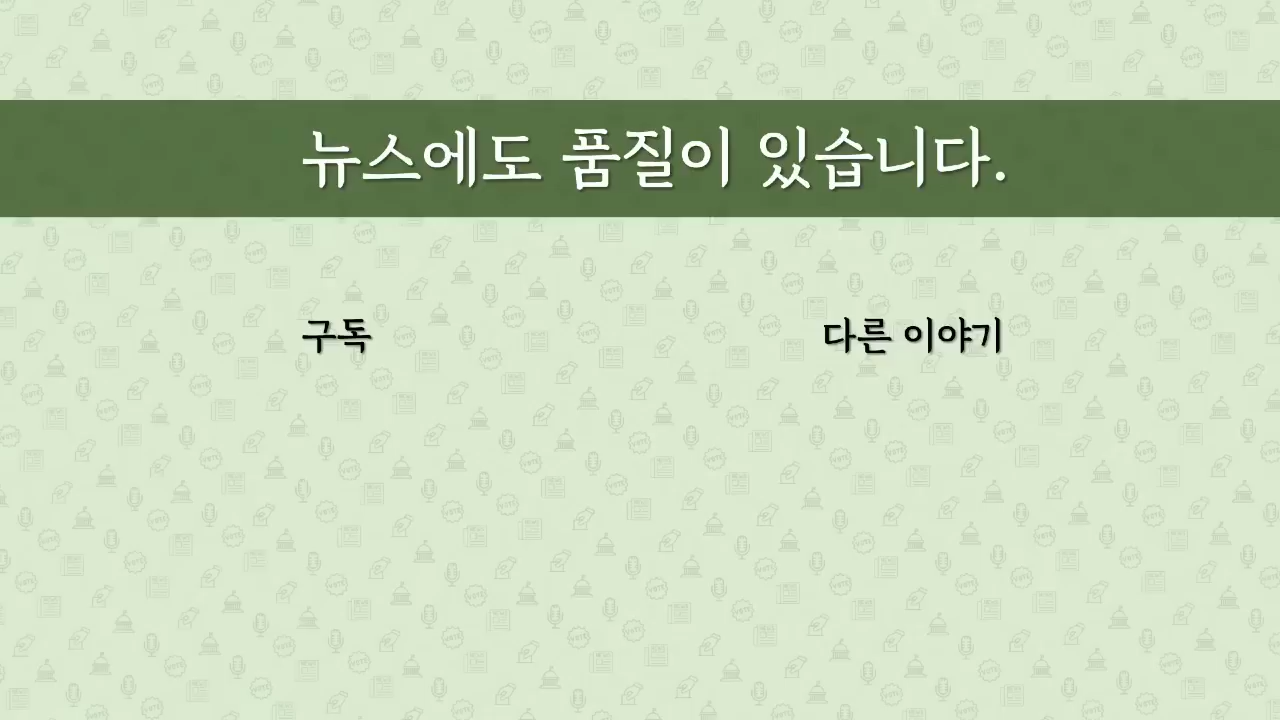 뉴스에도 품질이 있습니다.
구독
다른 이야기